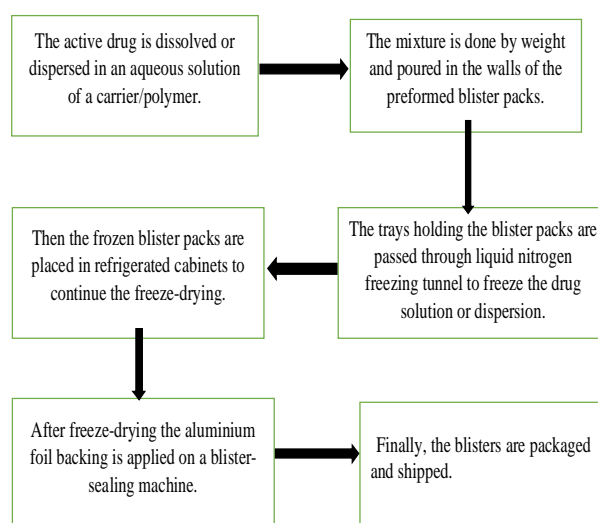 The active drug is dissolved or
dispersed in an aqueous solution
of a carrier/polymer.
The mixture is done by weight
and poured in the walls of the
preformed blister packs.
The trays holding the blister packs are
passed through liquid nitrogen
freezing tunnel to freeze the drug
solution or dispersion.
Then the frozen blister packs are
placed in refrigerated cabinets to
continue the freeze-drying.
After freeze-drying the aluminium
foil backing is applied on a blister-
sealing machine.
Finally, the blisters are packaged
and shipped.